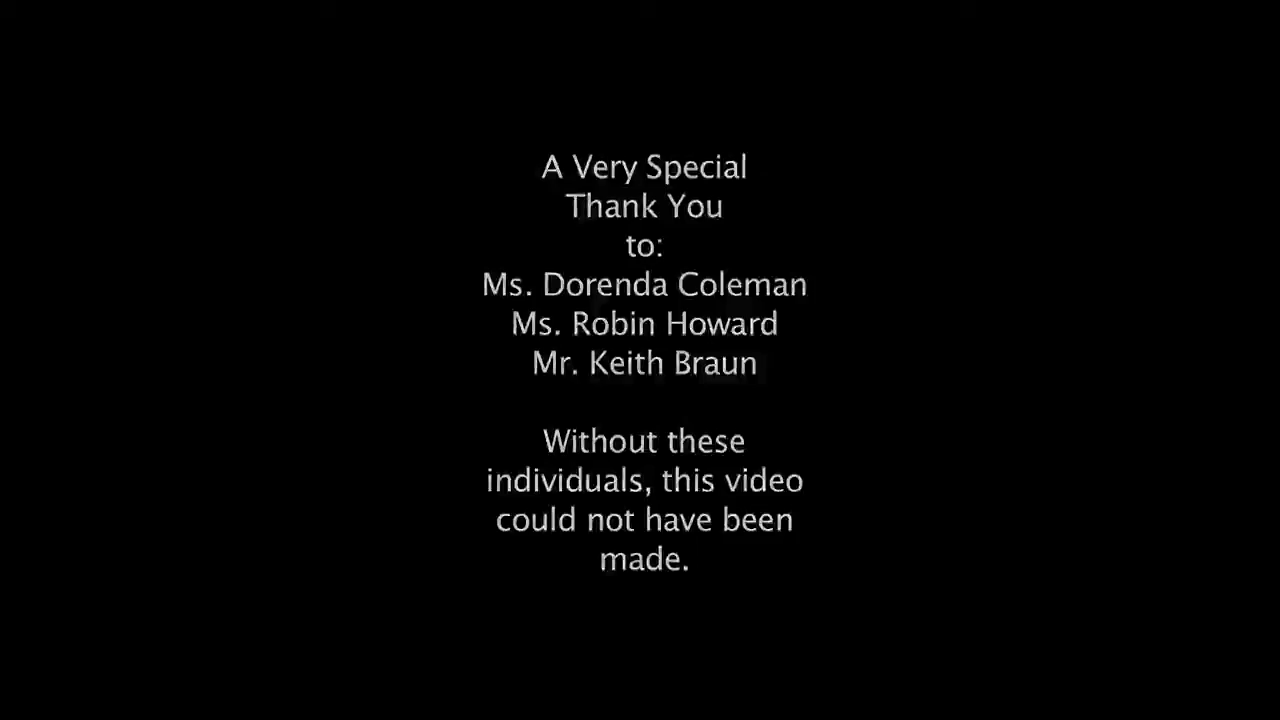 A Very Special
Thank You
to:
Ms. Dorenda Coleman
Ms. Robin Howard
Mr. Keith Braun
Without these
individuals, this video
could not have been
made.